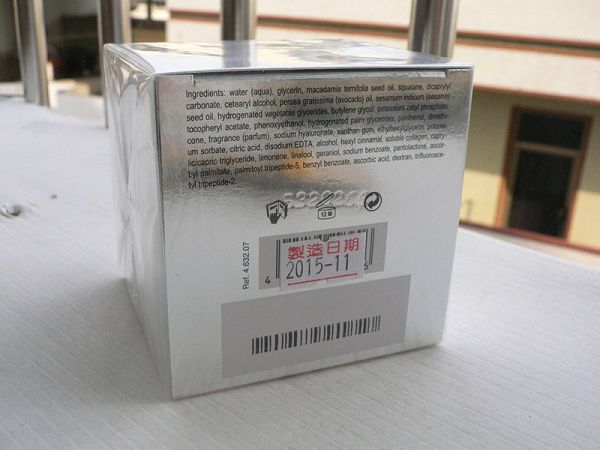 Ingredients: water (aqua), glycerin, macadamia ternifolia seed oil, squalane, dicaprylyl
carbonate, cetearyl alcohol, persea gratissima (avocado) oil, sesamum indicum (sesame)
seed oil, hydrogenated vegetable glycerides, butylene glycol, potassium cetyl phosphate,
tocopheryl acetate, phenoxyethanol, hydrogenated palm glycerides, panthenol, dimethi-
cone, fragrance (parfum), sodium hyaluronate, xanthan gum, ethylhexylglycerin, potassi-
um sorbate, citric acid, disodium EDTA, alcohol, hexyl cinnamal, soluble collagen, capry-
lic/capric triglyceride, limonene, linalool, geraniol, sodium benzoate, pantolactone, ascor-
byl palmitate, palmitoyl tripeptide-5, benzyl benzoate, ascorbic acid, dextran, trifluoroace-
tyl tripeptide-2.
12 M
Ref. 4.632.07
製造日期
2015-11
4 6